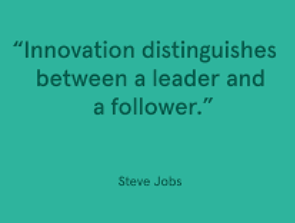 “Innovation distinguishes
between a leader and
a follower.”
Steve Jobs